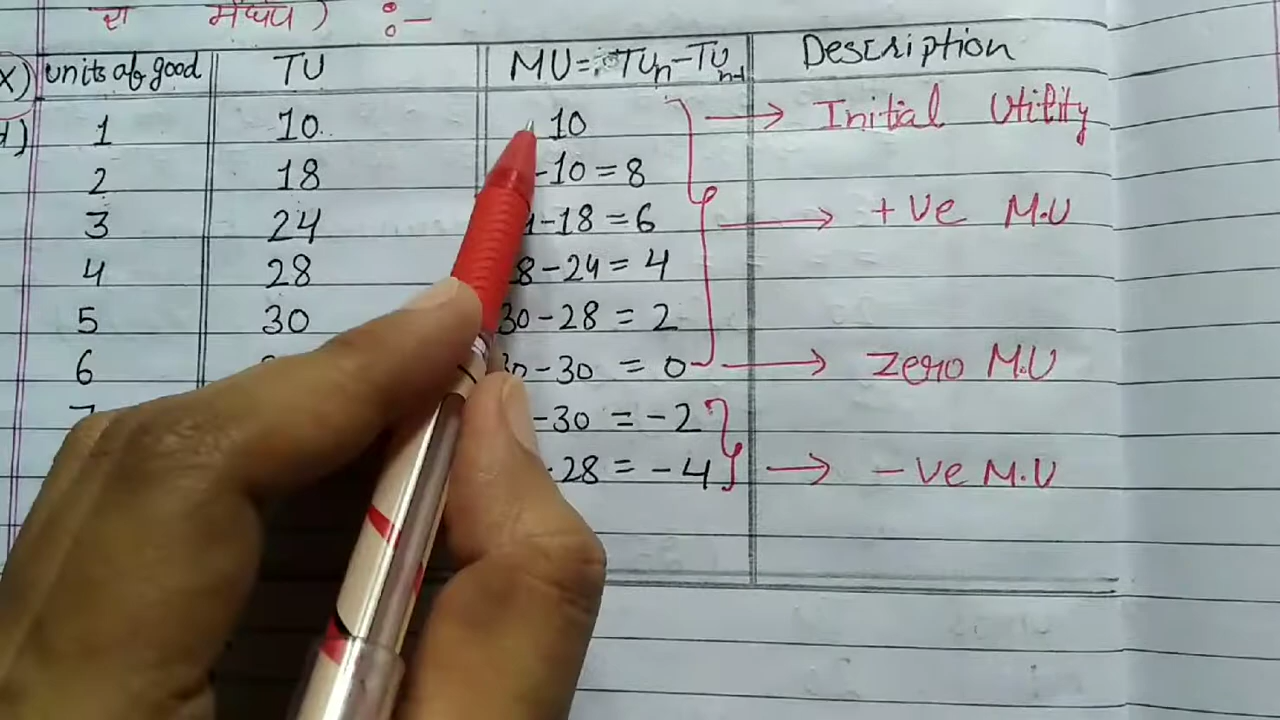 रा :-
units of good TU MU= TUn-TUn-1 Description
1 10 10 → Initial Utility
2 18 -10=8
3 24 -18=6 → +ve M.U
4 28 8-24=4
5 30 30-28=2
6 30-30=0 → Zero M.U
-30=-2
-28=-4 → -ve M.U